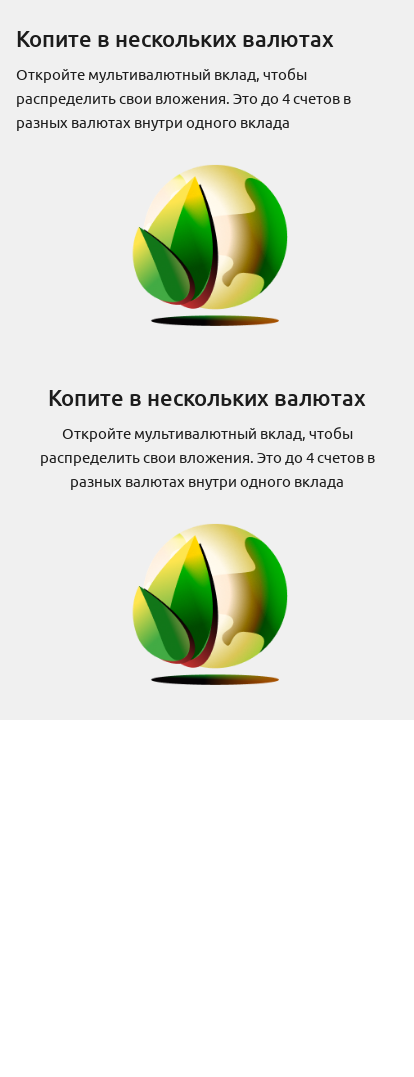 Копите в нескольких валютах
Откройте мультивалютный вклад, чтобы
распределить свои вложения. Это до 4 счетов в
разных валютах внутри одного вклада
Копите в нескольких валютах
Откройте мультивалютный вклад, чтобы
распределить свои вложения. Это до 4 счетов в
разных валютах внутри одного вклада